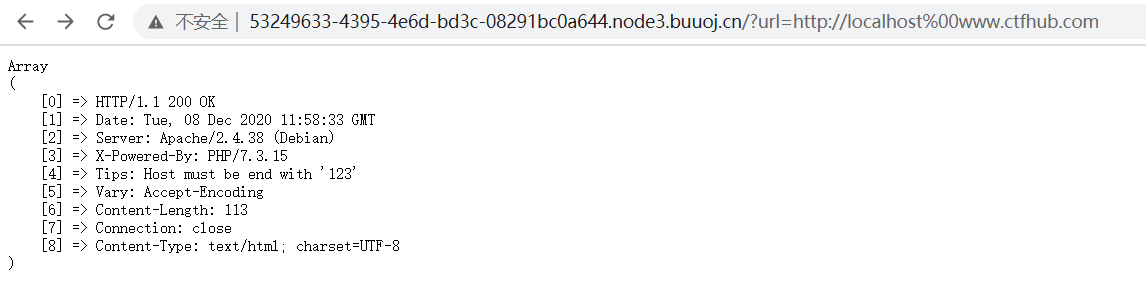 不安全 | 53249633-4395-4e6d-bd3c-08291bc0a644.node3.buuoj.cn/?url=http://localhost%00www.ctfhub.com
Array
(
    [0] => HTTP/1.1 200 OK
    [1] => Date: Tue, 08 Dec 2020 11:58:33 GMT
    [2] => Server: Apache/2.4.38 (Debian)
    [3] => X-Powered-By: PHP/7.3.15
    [4] => Tips: Host must be end with '123'
    [5] => Vary: Accept-Encoding
    [6] => Content-Length: 113
    [7] => Connection: close
    [8] => Content-Type: text/html; charset=UTF-8
)